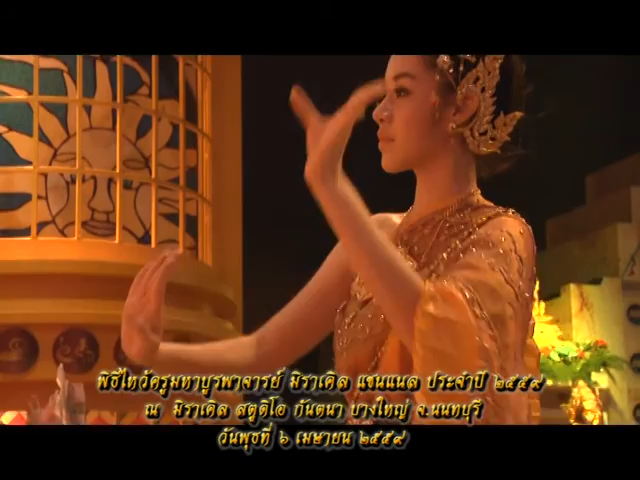 พิธีไหว้ครูมหาบูรพาจารย์ มิราเคิล แชนแนล ประจำปี ๒๕๕๙
ณ มิราเคิล สตูดิโอ กันตนา บางใหญ่ จ.นนทบุรี
วันพุธที่ ๖ เมษายน ๒๕๕๙